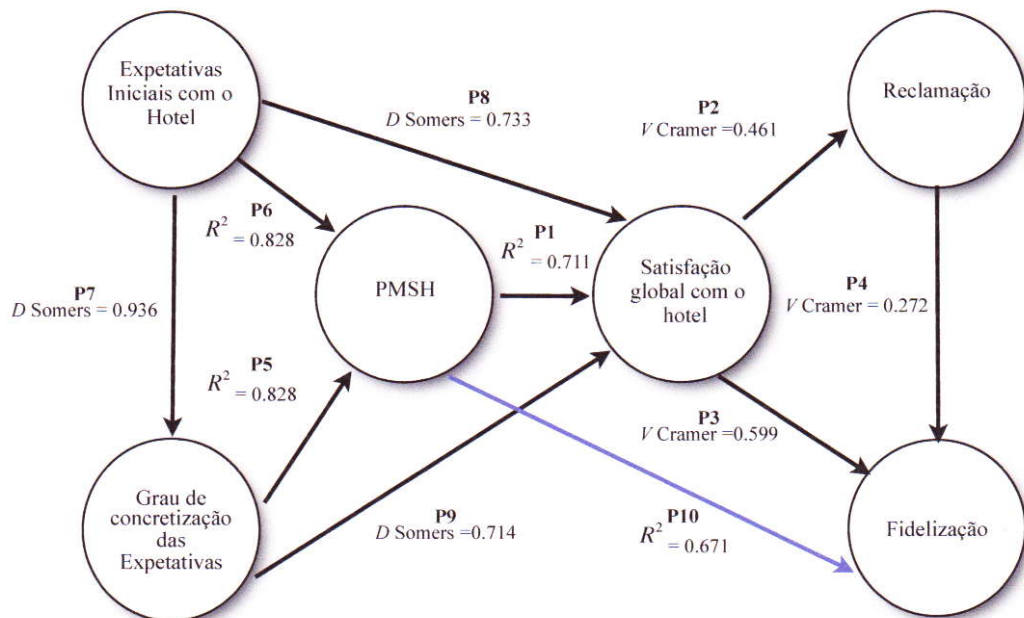 Expetativas
Iniciais com o
Hotel
P8
D Somers = 0.733
P2
V Cramer =0.461
Reclamação
P6
R² = 0.828
PMSH
P1
R² = 0.711
Satisfação
global com o
hotel
P7
D Somers = 0.936
P4
V Cramer = 0.272
P5
R² = 0.828
P3
V Cramer =0.599
Grau de
concretização
das
Expetativas
P9
D Somers =0.714
P10
R² = 0.671
Fidelização